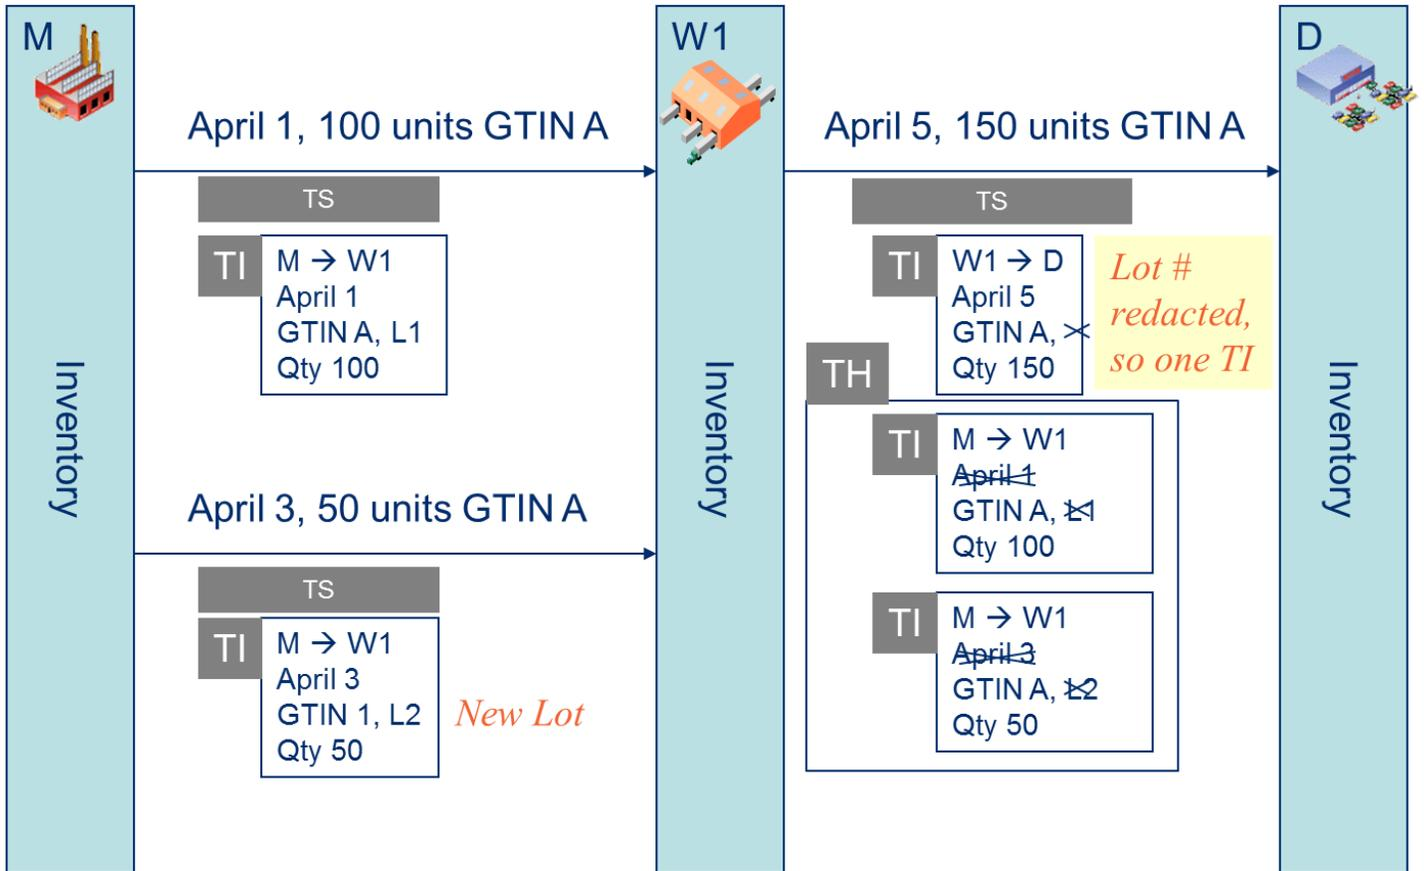 M
W1
D
April 1, 100 units GTIN A
April 5, 150 units GTIN A
TS
TS
TI
M → W1
April 1
GTIN A, L1
Qty 100
TI
W1 → D
April 5
GTIN A,
Qty 150
Lot #
redacted,
so one TI
Inventory
Inventory
Inventory
TH
TI
M → W1
April 1
GTIN A, L1
Qty 100
April 3, 50 units GTIN A
TS
TI
M → W1
April 3
GTIN 1, L2
Qty 50
New Lot
TI
M → W1
April 3
GTIN A, L2
Qty 50